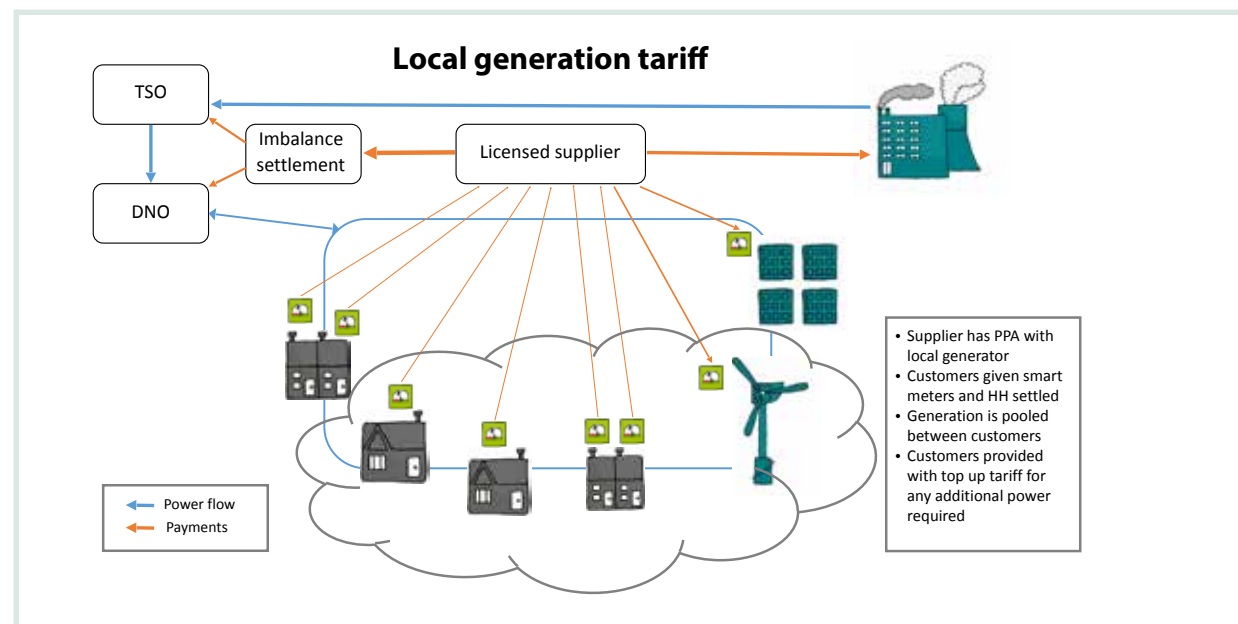 Local generation tariff
TSO
Imbalance
settlement
Licensed supplier
DNO
• Supplier has PPA with
local generator
• Customers given smart
meters and HH settled
• Generation is pooled
between customers
• Customers provided
with top up tariff for
any additional power
required
Power flow
Payments